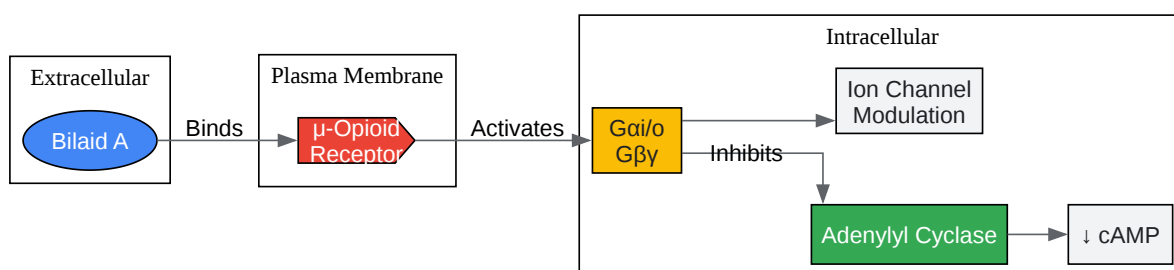 Extracellular
Bilaid A
Binds
Plasma Membrane
μ-Opioid
Receptor
Activates
Intracellular
Gαi/o
Gβγ
Ion Channel
Modulation
Inhibits
Adenylyl Cyclase
↓ cAMP